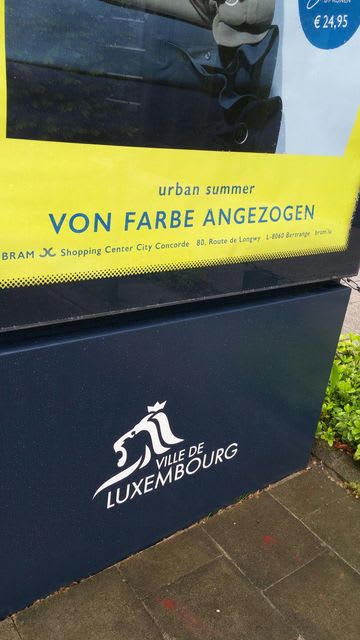 € 24,95
urban summer
VON FARBE ANGEZOGEN
BRAM Shopping Center City Concorde 80, Route de Longwy L-8060 Bertrange bram.lu
VILLE DE
LUXEMBOURG